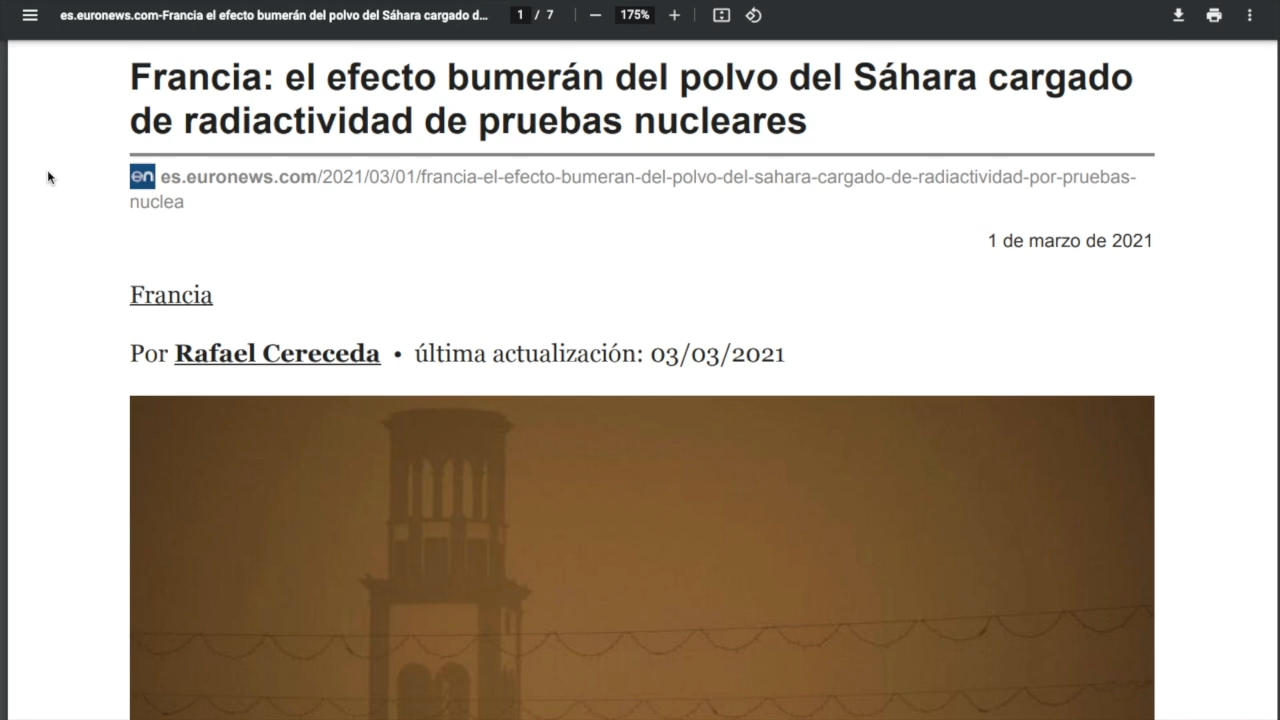 es.euronews.com-Francia el efecto bumerán del polvo del Sáhara cargado d... 1 / 7 175%
Francia: el efecto bumerán del polvo del Sáhara cargado
de radiactividad de pruebas nucleares
en es.euronews.com/2021/03/01/francia-el-efecto-bumeran-del-polvo-del-sahara-cargado-de-radiactividad-por-pruebas-
nuclea
1 de marzo de 2021
Francia
Por Rafael Cereceda • última actualización: 03/03/2021